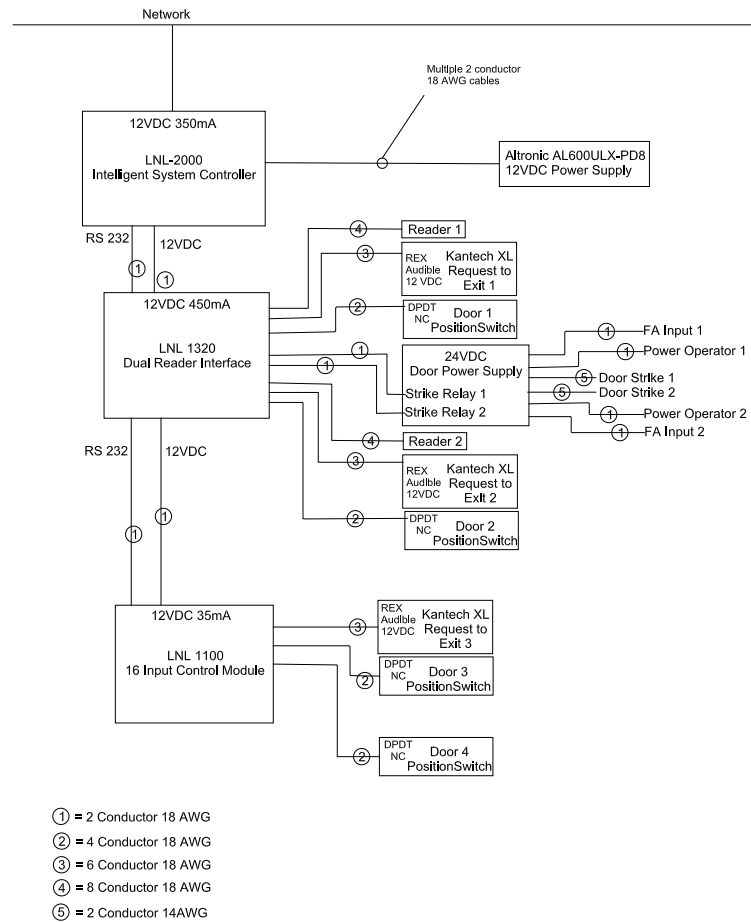 Network
Multiple 2 conductor
18 AWG cables
12VDC 350mA
LNL-2000
Intelligent System Controller
Altronic AL600ULX-PD8
12VDC Power Supply
RS 232
12VDC
1
1
4
Reader 1
3
REX
Audible
12 VDC
Kantech XL
Request to
Exit 1
12VDC 450mA
LNL 1320
Dual Reader Interface
2
DPDT
NC
Door 1
PositionSwitch
1
1
24VDC
Door Power Supply
Strike Relay 1
Strike Relay 2
1
FA Input 1
1
Power Operator 1
5
Door Strike 1
5
Door Strike 2
1
Power Operator 2
1
FA Input 2
4
Reader 2
3
REX
Audible
12VDC
Kantech XL
Request to
Exit 2
2
DPDT
NC
Door 2
PositionSwitch
RS 232
12VDC
1
1
12VDC 35mA
LNL 1100
16 Input Control Module
3
REX
Audible
12VDC
Kantech XL
Request to
Exit 3
2
DPDT
NC
Door 3
PositionSwitch
2
DPDT
NC
Door 4
PositionSwitch
1 = 2 Conductor 18 AWG
2 = 4 Conductor 18 AWG
3 = 6 Conductor 18 AWG
4 = 8 Conductor 18 AWG
5 = 2 Conductor 14AWG